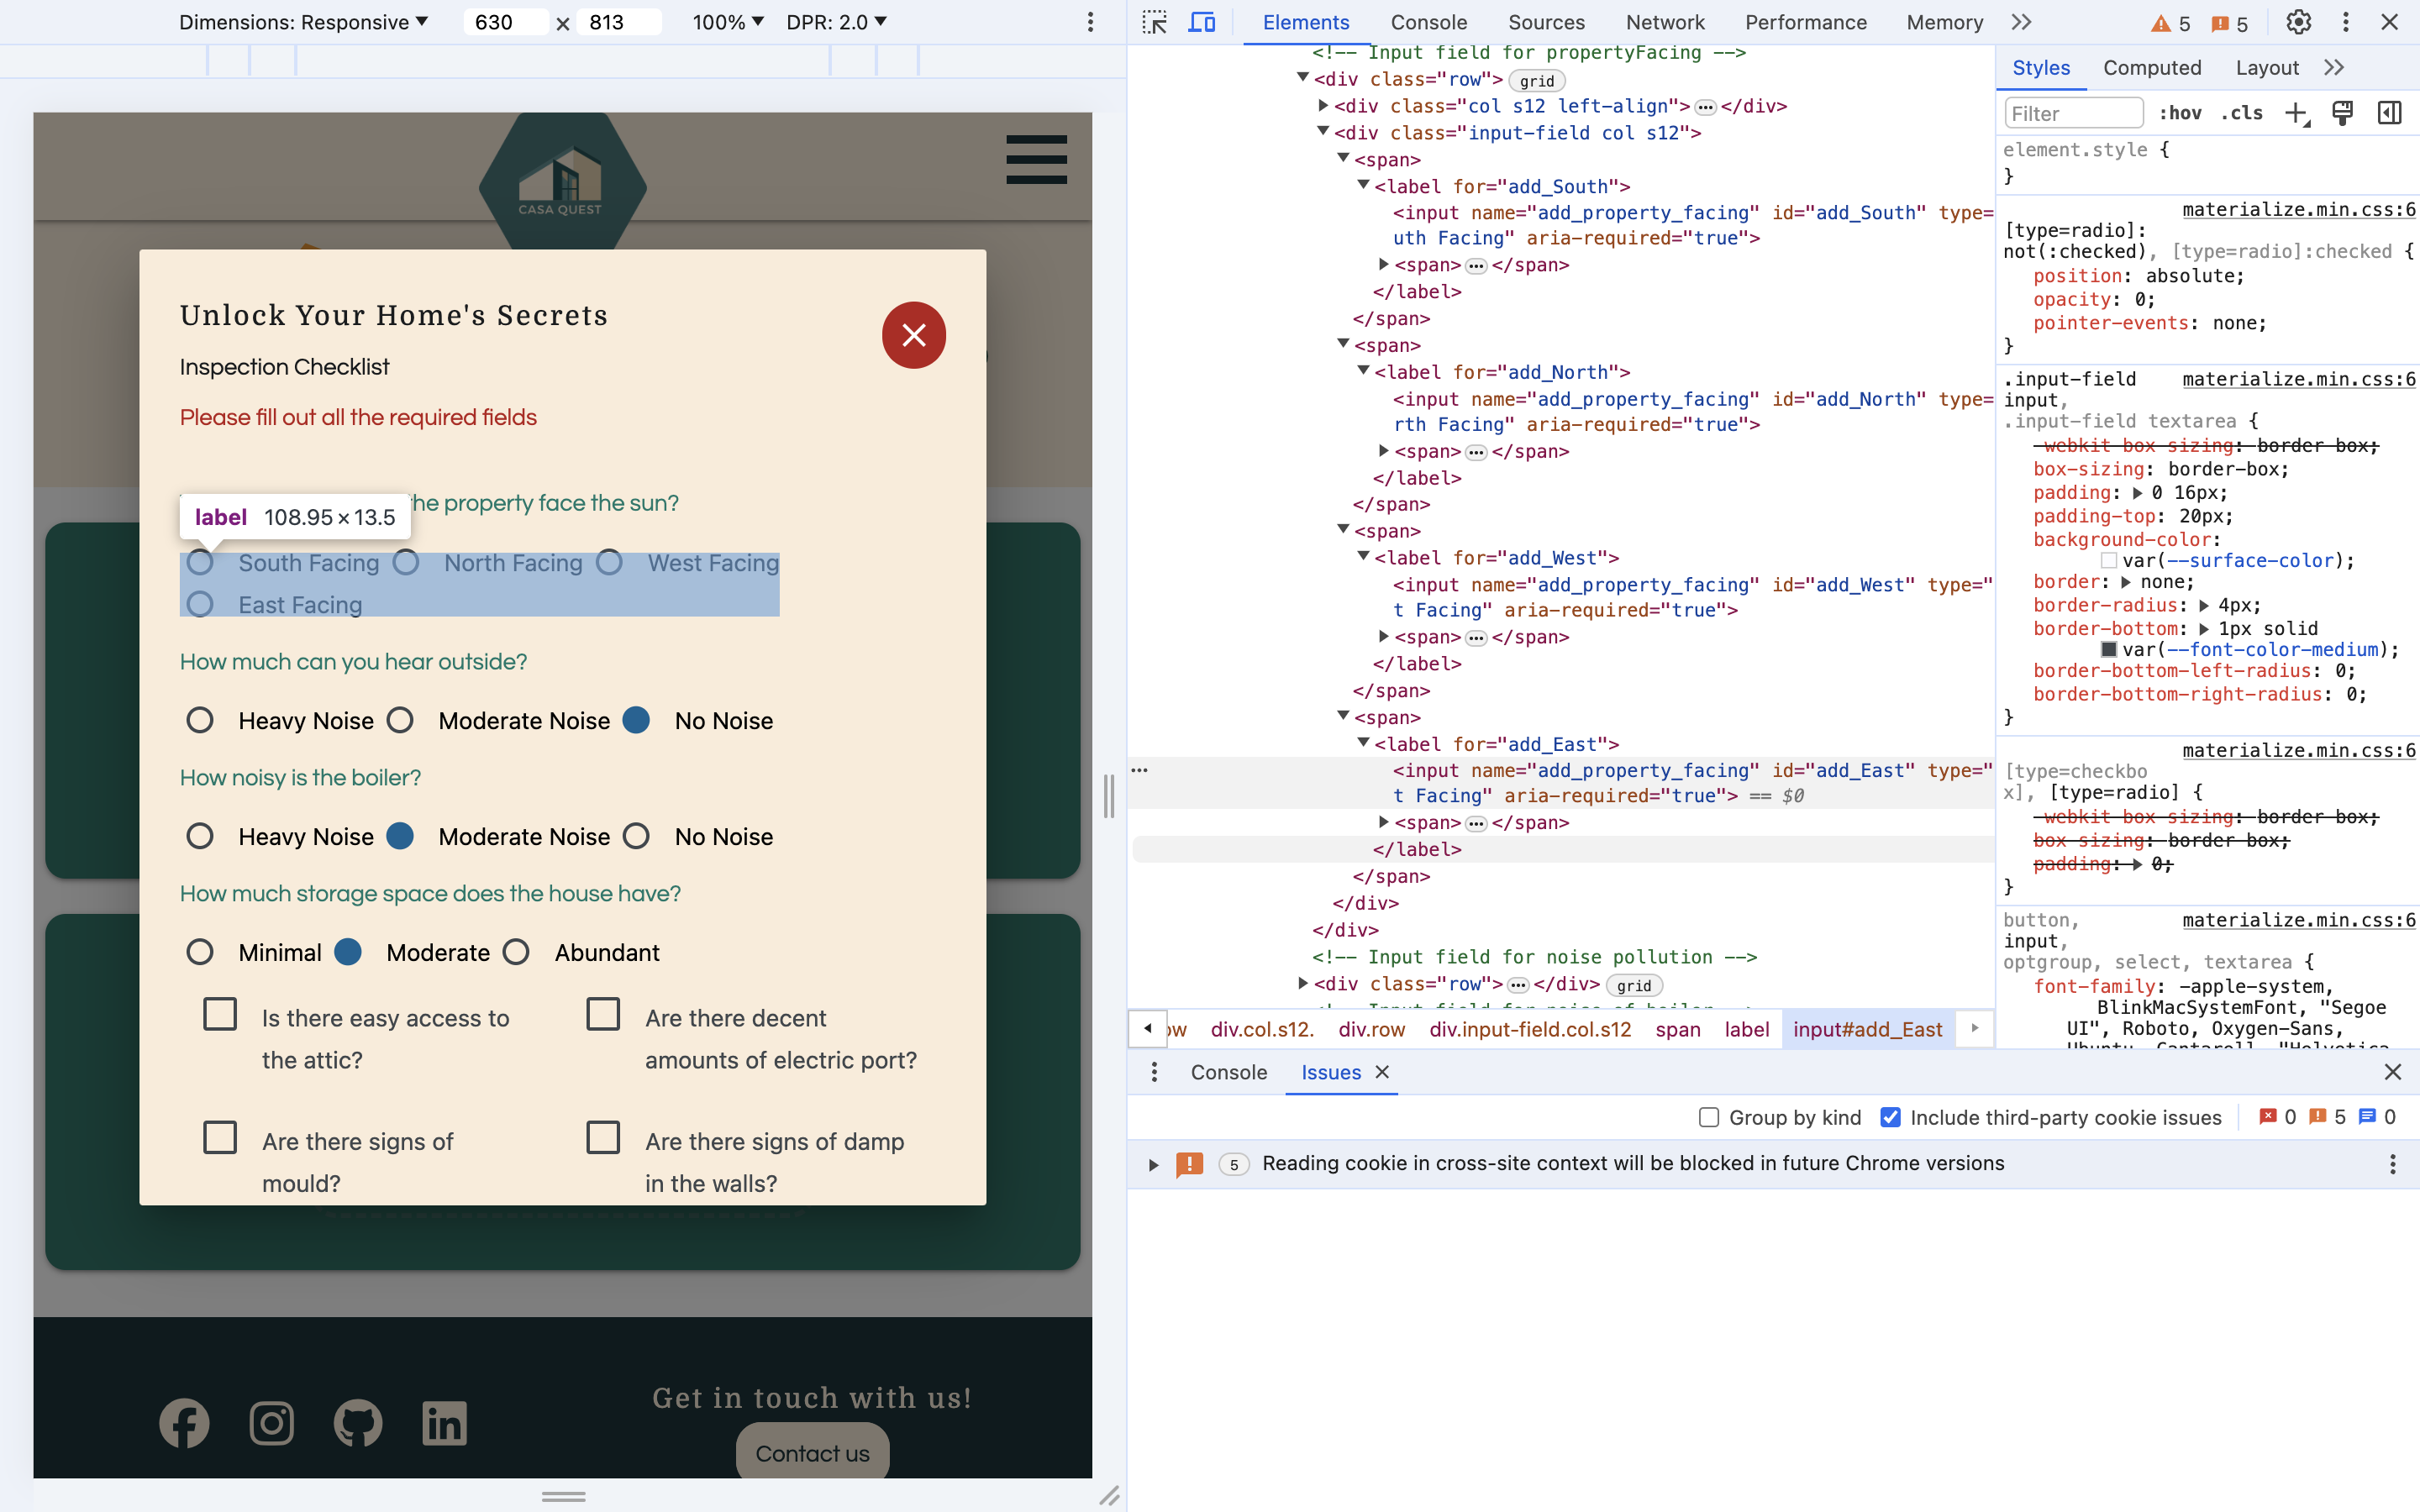 Dimensions: Responsive ▼ 630 × 813 100% ▼ DPR: 2.0 ▼
CASA QUEST
Unlock Your Home's Secrets
Inspection Checklist
Please fill out all the required fields
he property face the sun?
label 108.95 × 13.5
South Facing North Facing West Facing
East Facing
How much can you hear outside?
Heavy Noise Moderate Noise No Noise
How noisy is the boiler?
Heavy Noise Moderate Noise No Noise
How much storage space does the house have?
Minimal Moderate Abundant
Is there easy access to
the attic?
Are there decent
amounts of electric port?
Are there signs of
mould?
Are there signs of damp
in the walls?
Get in touch with us!
Contact us
Elements Console Sources Network Performance Memory 5 5
<!-- Input field for propertyFacing -->
<div class="row"> grid
<div class="col s12 left-align"> ••• </div>
<div class="input-field col s12">
<span>
<label for="add_South">
<input name="add_property_facing" id="add_South" type=
uth Facing" aria-required="true">
<span> ••• </span>
</label>
</span>
<span>
<label for="add_North">
<input name="add_property_facing" id="add_North" type=
rth Facing" aria-required="true">
<span> ••• </span>
</label>
</span>
<span>
<label for="add_West">
<input name="add_property_facing" id="add_West" type="
t Facing" aria-required="true">
<span> ••• </span>
</label>
</span>
<span>
<label for="add_East">
<input name="add_property_facing" id="add_East" type="
t Facing" aria-required="true"> == $0
<span> ••• </span>
</label>
</span>
</div>
</div>
<!-- Input field for noise pollution -->
<div class="row"> ••• </div> grid
ow div.col.s12. div.row div.input-field.col.s12 span label input#add_East
Styles Computed Layout
Filter :hov .cls
element.style {
}
materialize.min.css:6
[type=radio]:
not(:checked), [type=radio]:checked {
position: absolute;
opacity: 0;
pointer-events: none;
}
.input-field materialize.min.css:6
input,
.input-field textarea {
-webkit-box-sizing: border-box;
box-sizing: border-box;
padding: 0 16px;
padding-top: 20px;
background-color:
var(--surface-color);
border: none;
border-radius: 4px;
border-bottom: 1px solid
var(--font-color-medium);
border-bottom-left-radius: 0;
border-bottom-right-radius: 0;
}
materialize.min.css:6
[type=checkbo
x], [type=radio] {
-webkit-box-sizing: border-box;
box-sizing: border-box;
padding: 0;
}
button, materialize.min.css:6
input,
optgroup, select, textarea {
font-family: -apple-system,
BlinkMacSystemFont, "Segoe
UI", Roboto, Oxygen-Sans,
Ubuntu, Cantarell, "Helvetica
Console Issues
Group by kind Include third-party cookie issues 0 5 0
5 Reading cookie in cross-site context will be blocked in future Chrome versions